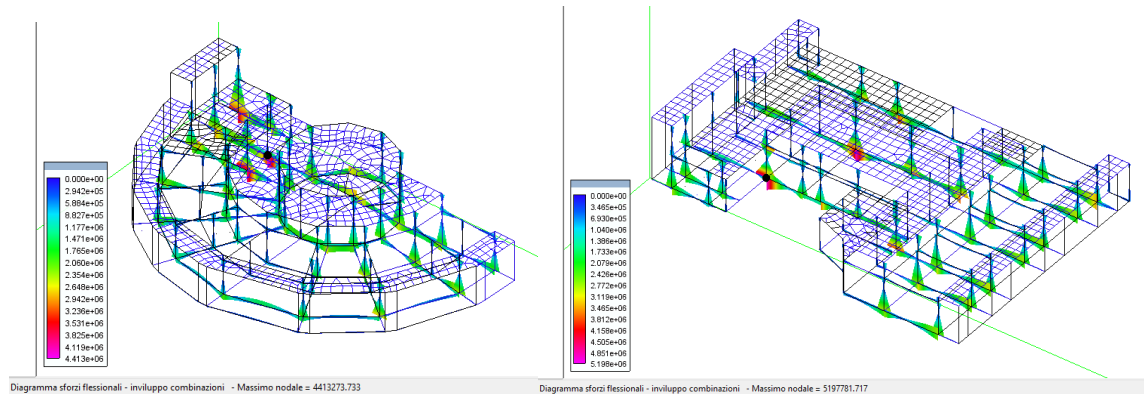 0.000e+00
2.942e+05
5.884e+05
8.827e+05
1.177e+06
1.471e+06
1.765e+06
2.060e+06
2.354e+06
2.648e+06
2.942e+06
3.236e+06
3.531e+06
3.825e+06
4.119e+06
4.413e+06
Diagramma sforzi flessionali - inviluppo combinazioni - Massimo nodale = 4413273.733
0.000e+00
3.465e+05
6.930e+05
1.040e+06
1.386e+06
1.733e+06
2.079e+06
2.426e+06
2.772e+06
3.119e+06
3.465e+06
3.812e+06
4.158e+06
4.505e+06
4.851e+06
5.198e+06
Diagramma sforzi flessionali - inviluppo combinazioni - Massimo nodale = 5197781.717